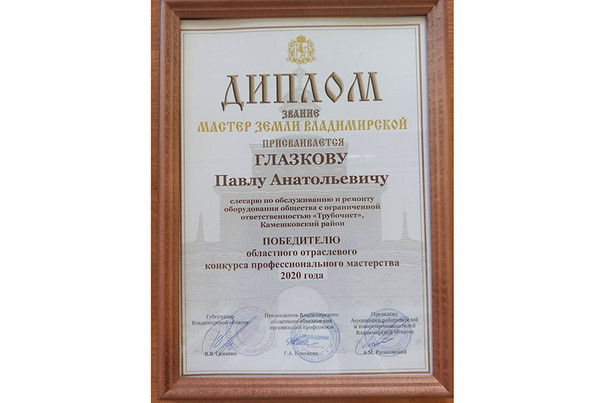 ДИПЛОМ
ЗВАНИЕ
МАСТЕР ЗЕМЛИ ВЛАДИМИРСКОЙ
ПРИСВАИВАЕТСЯ
ГЛАЗКОВУ
Павлу Анатольевичу
слесарю по обслуживанию и ремонту
оборудования общества с ограниченной
ответственностью «Трубочист»,
Камешковский район
ПОБЕДИТЕЛЮ
областного отраслевого
конкурса профессионального мастерства
2020 года
Губернатор
Владимирской области
Председатель Владимирского
областного объединения
организаций профсоюзов
Президент
Ассоциации работодателей
и товаропроизводителей
Владимирской области
В.В. Сипягин
Г.А.
А.М.